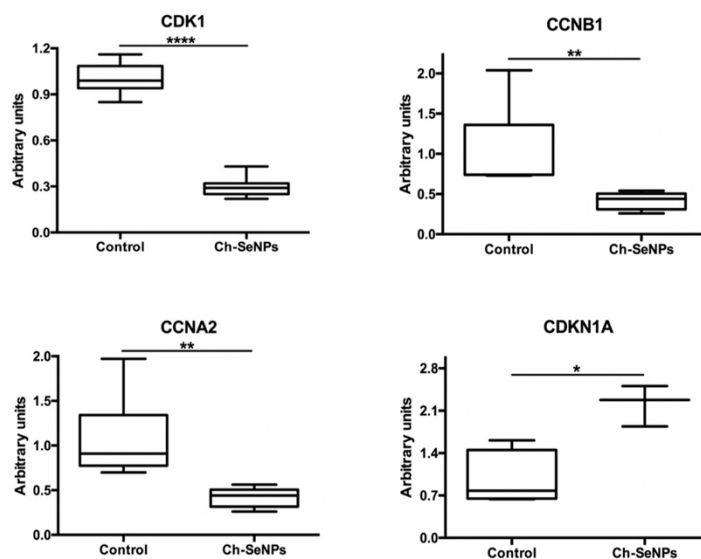 CDK1
****
1.2
0.9
0.6
0.3
0.0
Arbitrary units
Control
Ch-SeNPs
CCNB1
**
2.0
1.5
1.0
0.5
0.0
Arbitrary units
Control
Ch-SeNPs
CCNA2
**
2.0
1.5
1.0
0.5
0.0
Arbitrary units
Control
Ch-SeNPs
CDKN1A
*
2.8
2.1
1.4
0.7
0.0
Arbitrary units
Control
Ch-SeNPs